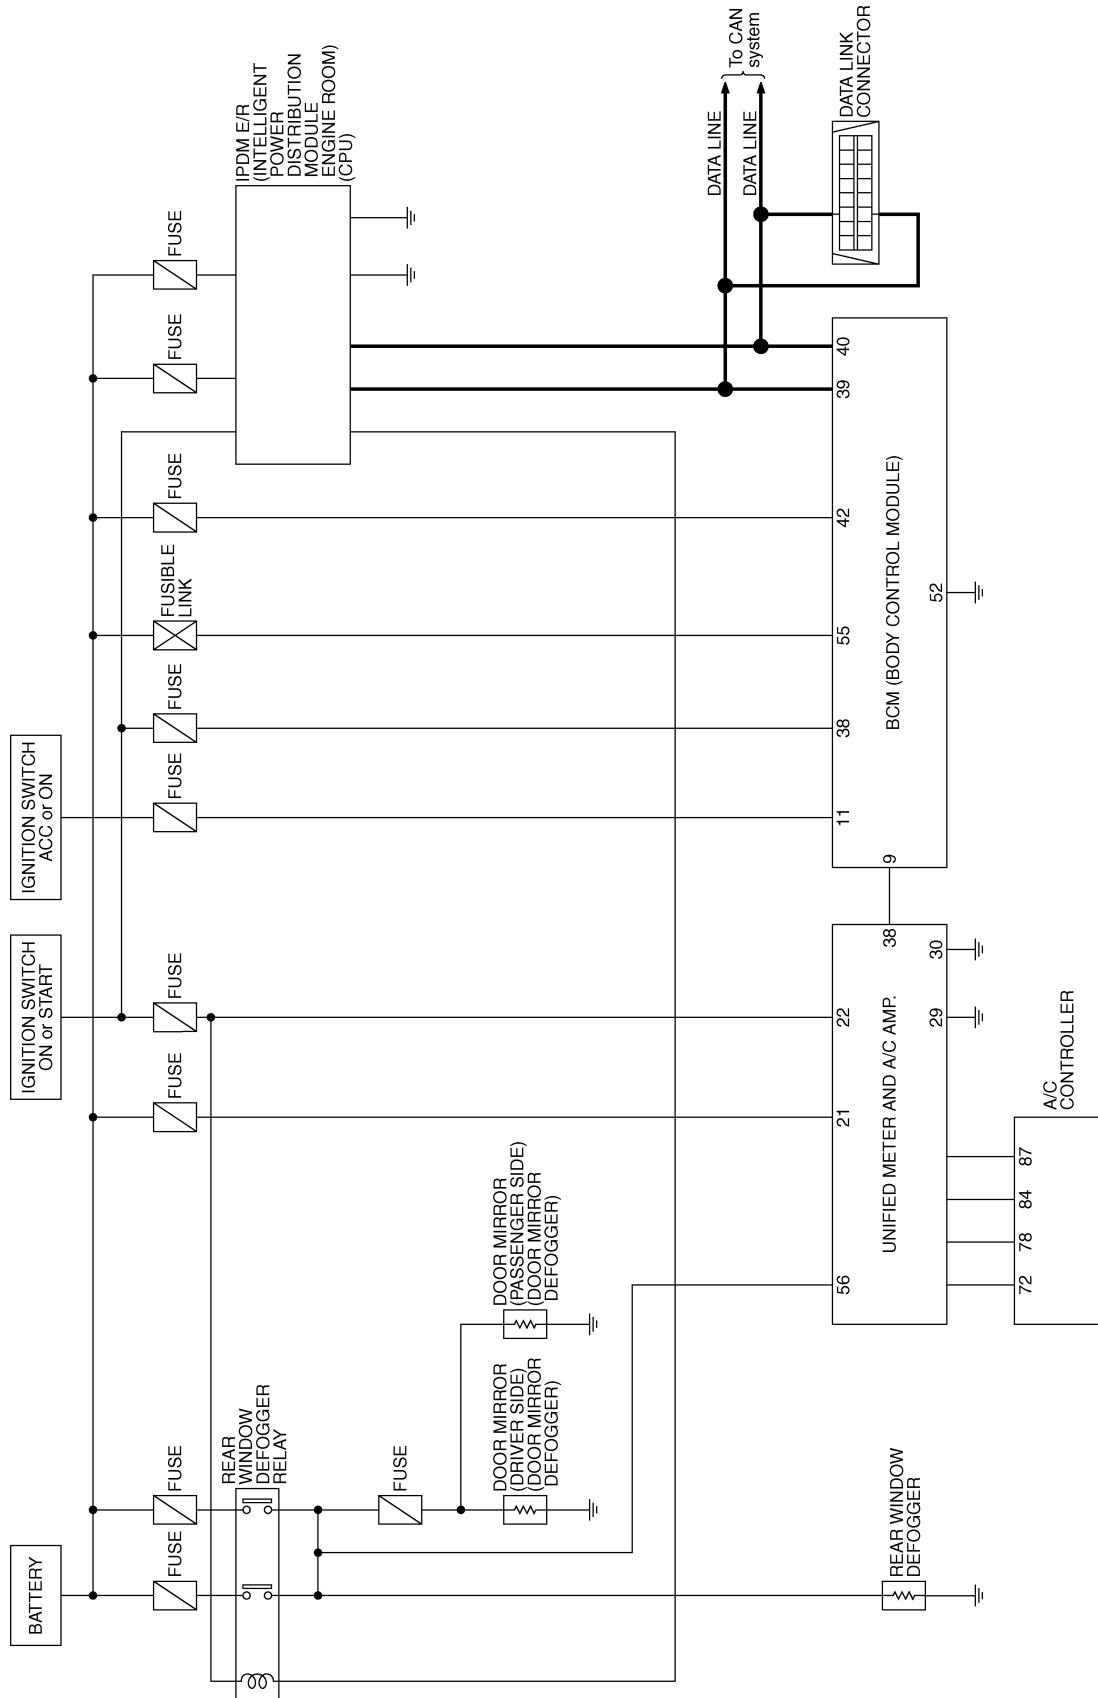 BATTERY
IGNITION SWITCH
ON or START
IGNITION SWITCH
ACC or ON
FUSE
FUSE
FUSE
FUSE
FUSE
FUSE
FUSIBLE
LINK
FUSE
FUSE
FUSE
REAR
WINDOW
DEFOGGER
RELAY
IPDM E/R
(INTELLIGENT
POWER
DISTRIBUTION
MODULE
ENGINE ROOM)
(CPU)
FUSE
DOOR MIRROR
(DRIVER SIDE)
(DOOR MIRROR
DEFOGGER)
DOOR MIRROR
(PASSENGER SIDE)
(DOOR MIRROR
DEFOGGER)
DATA LINE
DATA LINE
To CAN
system
56
21
22
11
38
55
42
39
40
DATA LINK
CONNECTOR
REAR WINDOW
DEFOGGER
UNIFIED METER AND A/C AMP.
38
9
BCM (BODY CONTROL MODULE)
29
30
52
72
78
84
87
A/C
CONTROLLER